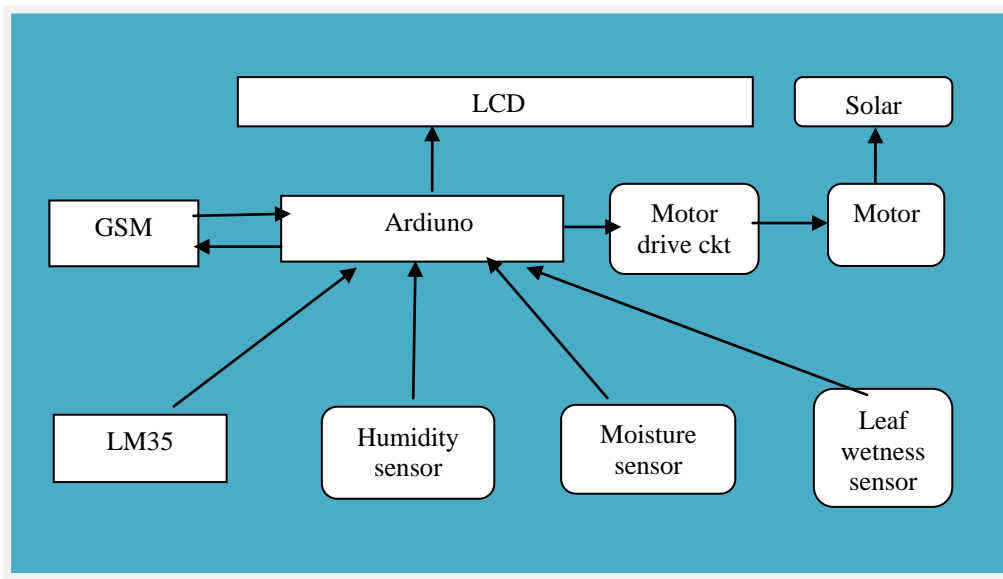 LCD
Solar
GSM
Ardiuno
Motor
drive ckt
Motor
LM35
Humidity
sensor
Moisture
sensor
Leaf
wetness
sensor